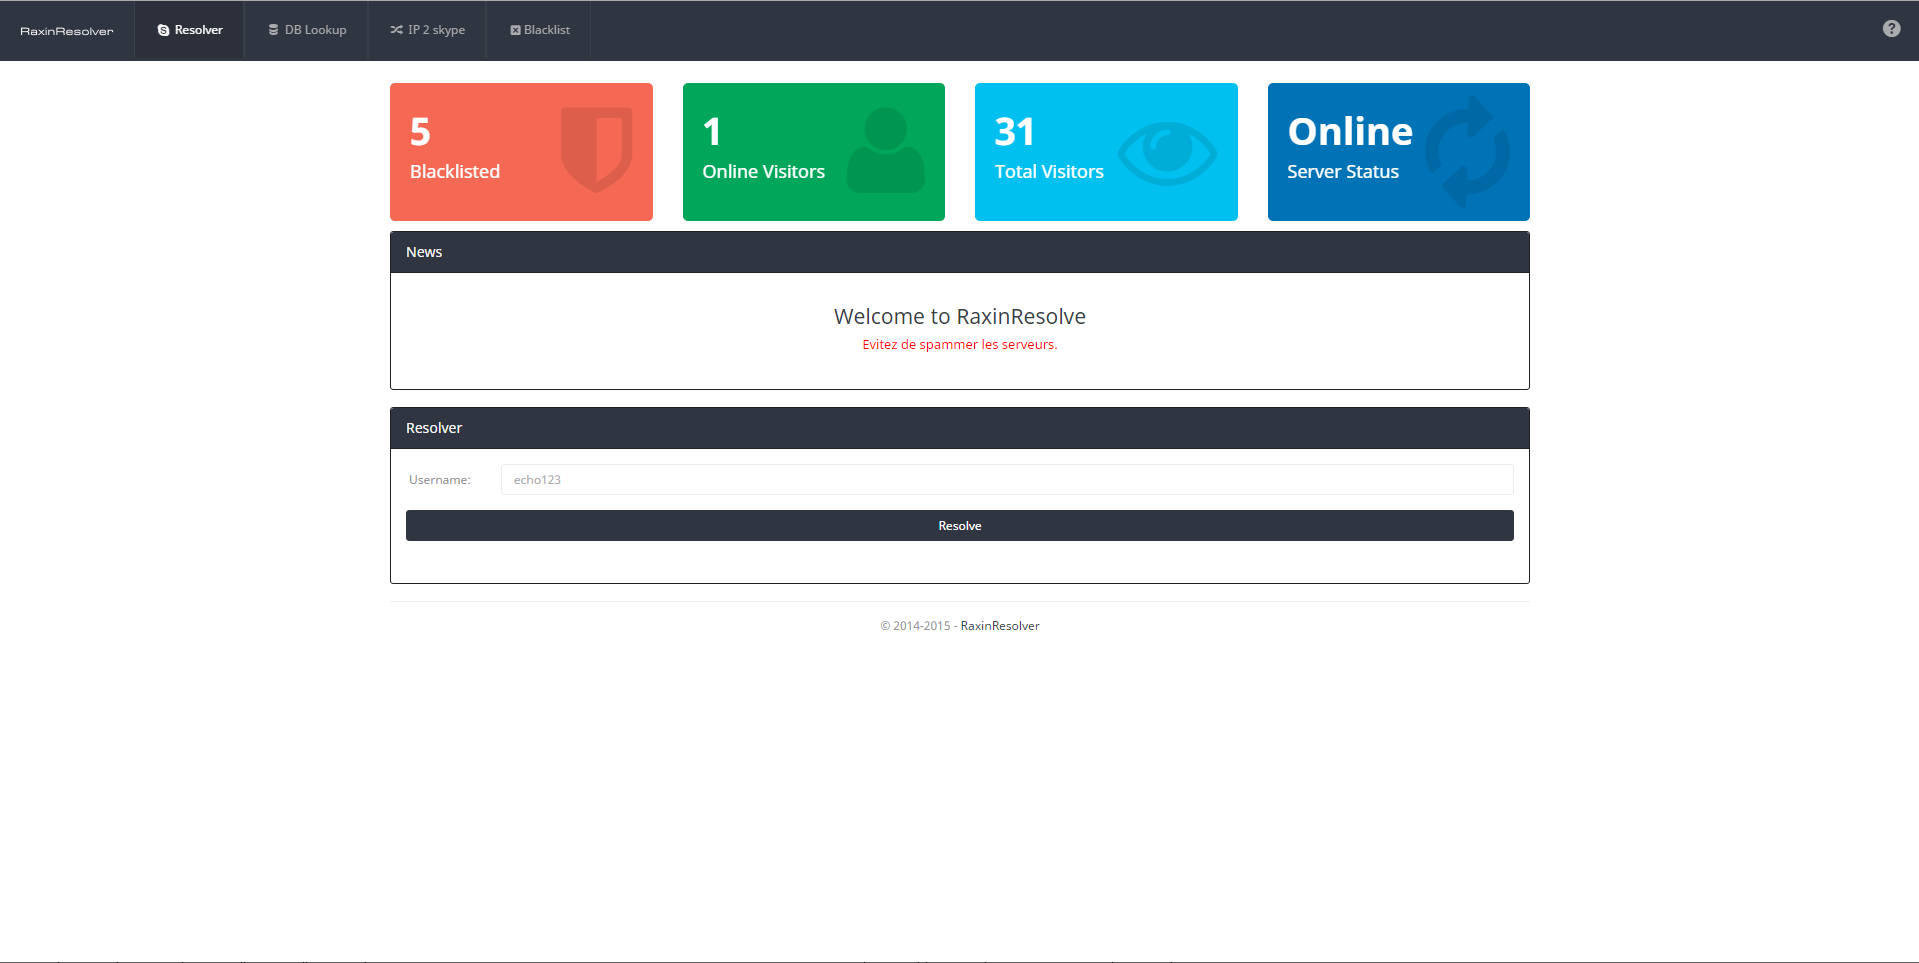 RaxinResolver
Resolver
DB Lookup
IP 2 skype
Blacklist
5
Blacklisted
1
Online Visitors
31
Total Visitors
Online
Server Status
News
Welcome to RaxinResolve
Evitez de spammer les serveurs.
Resolver
Username:
echo123
Resolve
© 2014-2015 - RaxinResolver